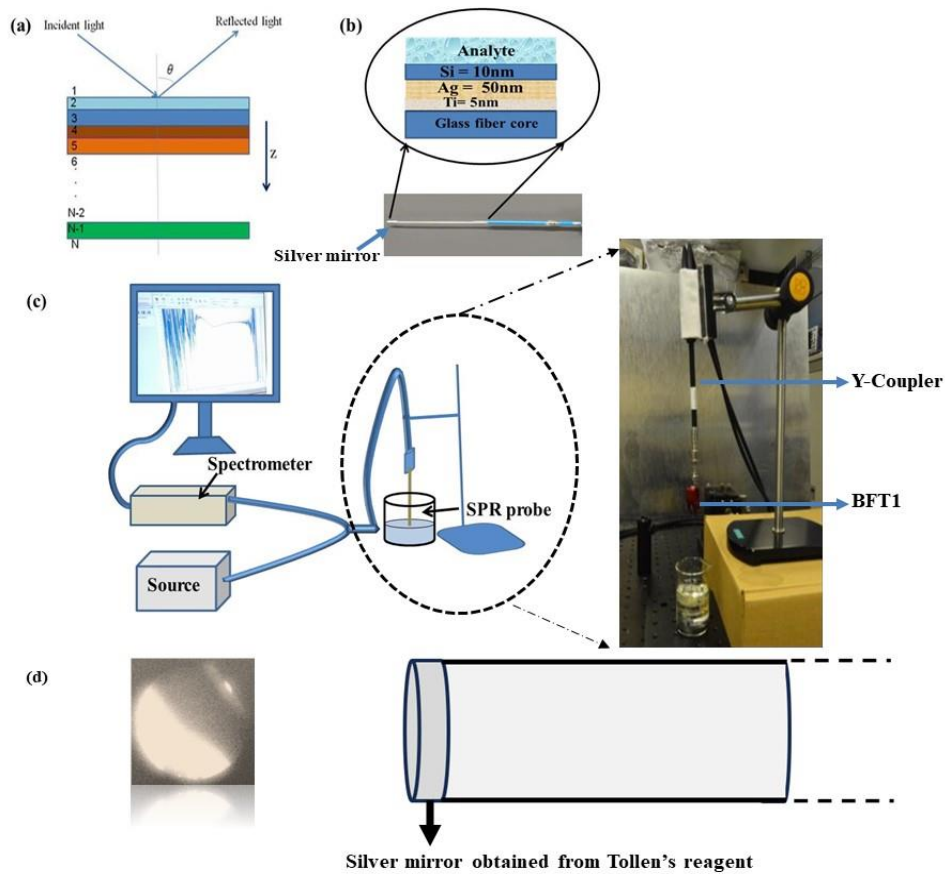 (a)
Incident light
Reflected light
θ
1
2
3
4
5
6
.
.
.
N-2
N-1
N
Z
(b)
Analyte
Si = 10nm
Ag = 50nm
Ti= 5nm
Glass fiber core
Silver mirror
(c)
Spectrometer
Source
SPR probe
Y-Coupler
BFT1
(d)
Silver mirror obtained from Tollen's reagent